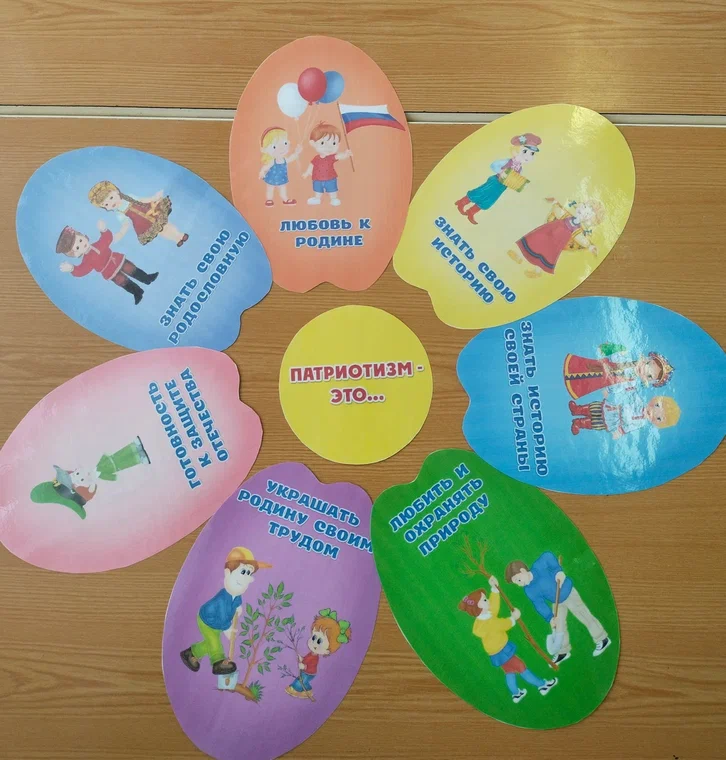 ПАТРИОТИЗМ -
ЭТО...
ЛЮБОВЬ К
РОДИНЕ
ЗНАТЬ СВОЮ
ИСТОРИЮ
ЗНАТЬ ИСТОРИЮ
СВОЕЙ СТРАНЫ
ЛЮБИТЬ И
ОХРАНЯТЬ
ПРИРОДУ
УКРАШАТЬ
РОДИНУ СВОИМ
ТРУДОМ
ГОТОВНОСТЬ
К ЗАЩИТЕ
ОТЕЧЕСТВА
ЗНАТЬ СВОЮ
РОДОСЛОВНУЮ